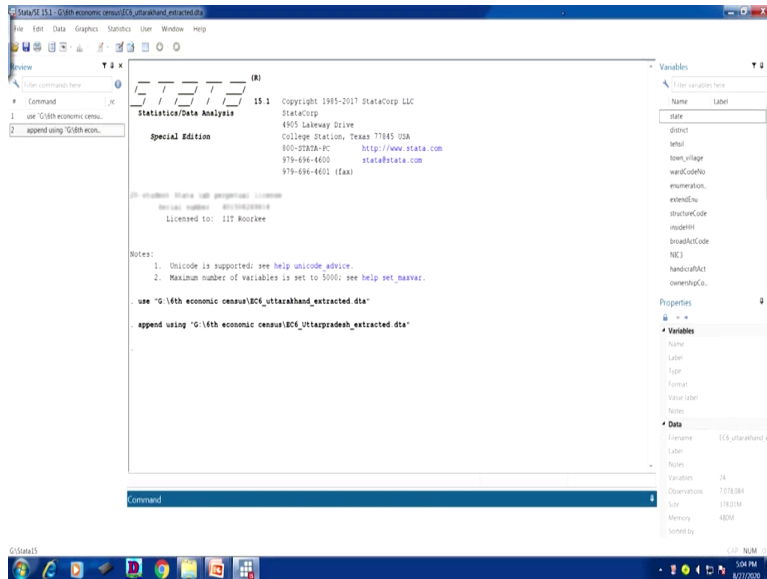 Stata/SE 15.1 - G:\6th economic census\EC6_uttarakhand_extracted.dta
File Edit Data Graphics Statistics User Window Help
Review
Filter commands here
# Command _rc
1 use "G:\6th economic censu...
2 append using "G:\6th econ...
(R)
15.1 Copyright 1985-2017 StataCorp LLC
Statistics/Data Analysis StataCorp
4905 Lakeway Drive
Special Edition College Station, Texas 77845 USA
800-STATA-PC http://www.stata.com
979-696-4600 stata@stata.com
979-696-4601 (fax)
Licensed to: IIT Roorkee
Notes:
1. Unicode is supported; see help unicode_advice.
2. Maximum number of variables is set to 5000; see help set_maxvar.
. use "G:\6th economic census\EC6_uttarakhand_extracted.dta"
. append using "G:\6th economic census\EC6_Uttarpradesh_extracted.dta"
.
Command
Variables
Filter variables here
Name Label
state
district
tehsil
town_village
wardCodeNo
enumeration..
extendEnu
structureCode
insideHH
broadActCode
NIC3
handicraftAct
ownershipCo..
Properties
Variables
Name
Label
Type
Format
Value label
Notes
Data
Filename EC6_uttarakhand_e
Label
Notes
Variables 74
Observations 7,078,084
Size 378.01M
Memory 480M
Sorted by
G:\Stata15
CAP NUM
5:04 PM
8/27/2020